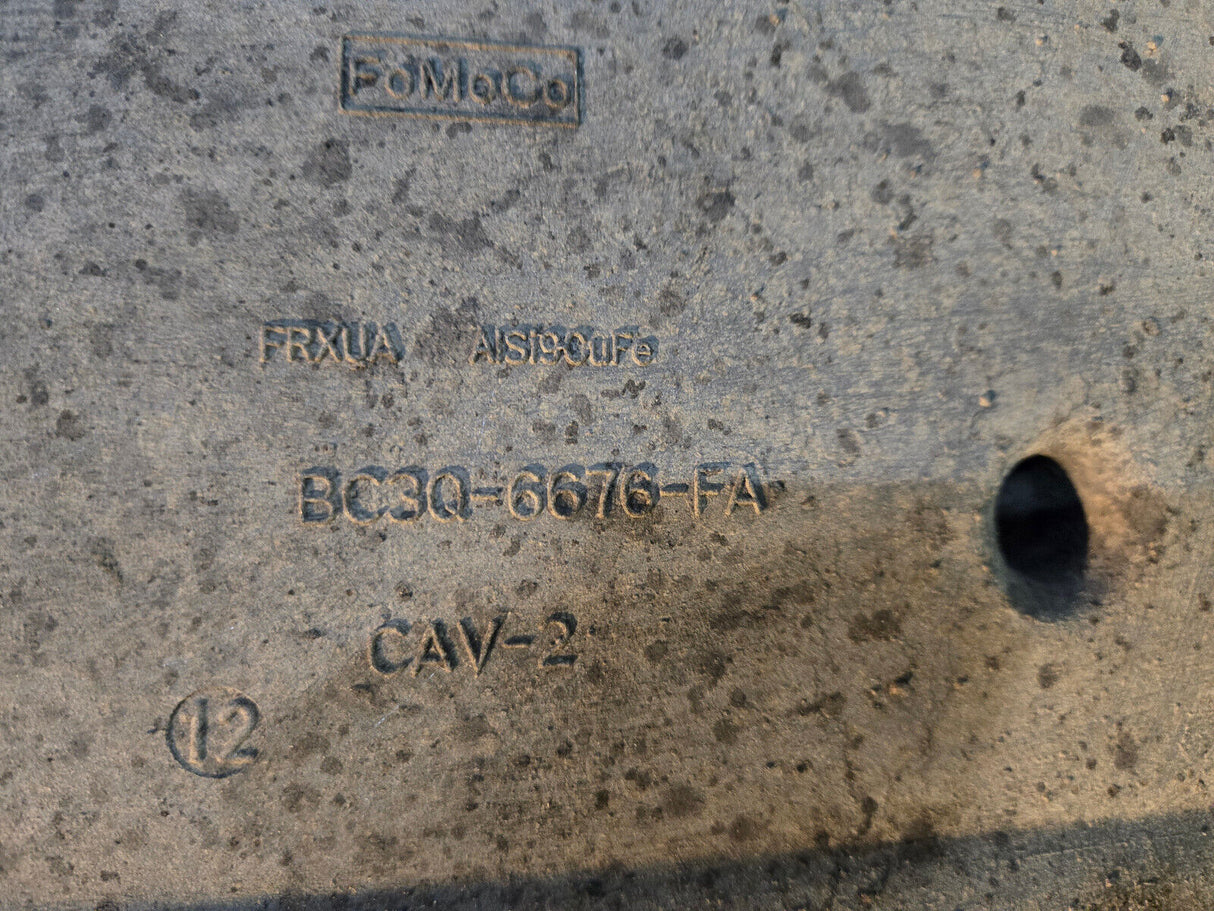 FoMoCo
FRXUA AlSi9CuFe
BC3Q-6676-FA
CAV-2
12